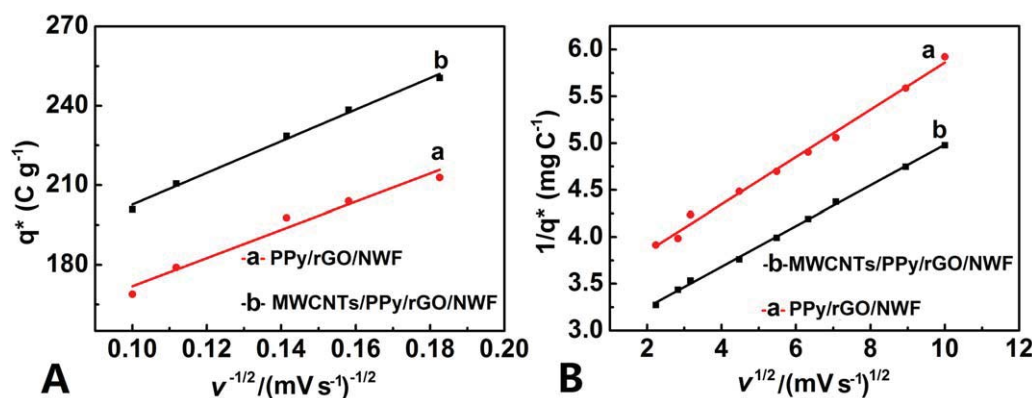 270
240
210
180
q* (C g⁻¹)
b
a
-a- PPy/rGO/NWF
-b- MWCNTs/PPy/rGO/NWF
0.10 0.12 0.14 0.16 0.18 0.20
A
v⁻¹/²/(mV s⁻¹)⁻¹/²
6.0
5.5
5.0
4.5
4.0
3.5
3.0
1/q* (mg C⁻¹)
a
b
-b- MWCNTs/PPy/rGO/NWF
-a- PPy/rGO/NWF
2 4 6 8 10 12
B
v¹/²/(mV s⁻¹)¹/²